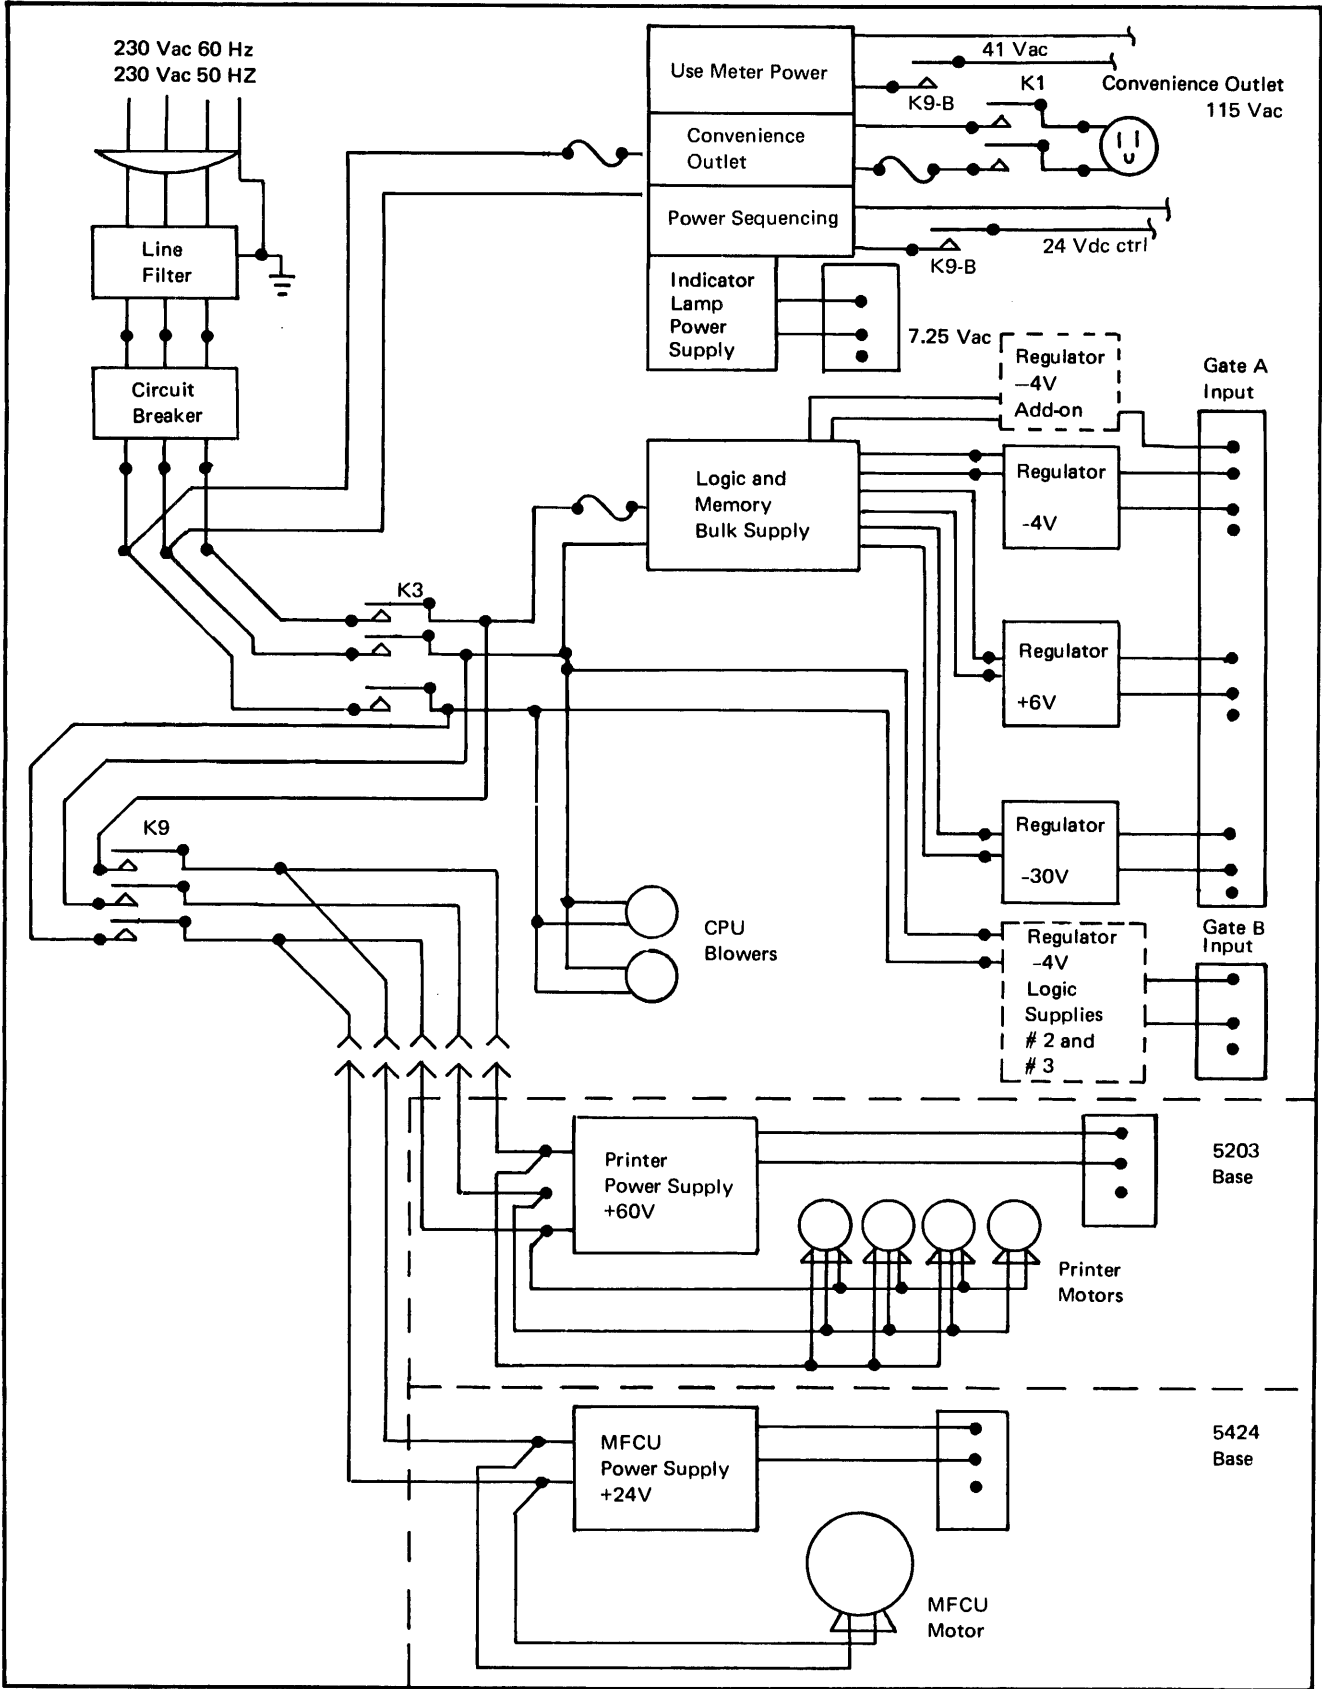 230 Vac 60 Hz
230 Vac 50 HZ
Line
Filter
Circuit
Breaker
Use Meter Power
Convenience
Outlet
Power Sequencing
Indicator
Lamp
Power
Supply
41 Vac
K9-B
K1
Convenience Outlet
115 Vac
24 Vdc ctrl
K9-B
7.25 Vac
Regulator
–4V
Add-on
Gate A
Input
Logic and
Memory
Bulk Supply
Regulator
-4V
K3
Regulator
+6V
K9
Regulator
-30V
CPU
Blowers
Gate B
Input
Regulator
-4V
Logic
Supplies
# 2 and
# 3
Printer
Power Supply
+60V
5203
Base
Printer
Motors
MFCU
Power Supply
+24V
5424
Base
MFCU
Motor